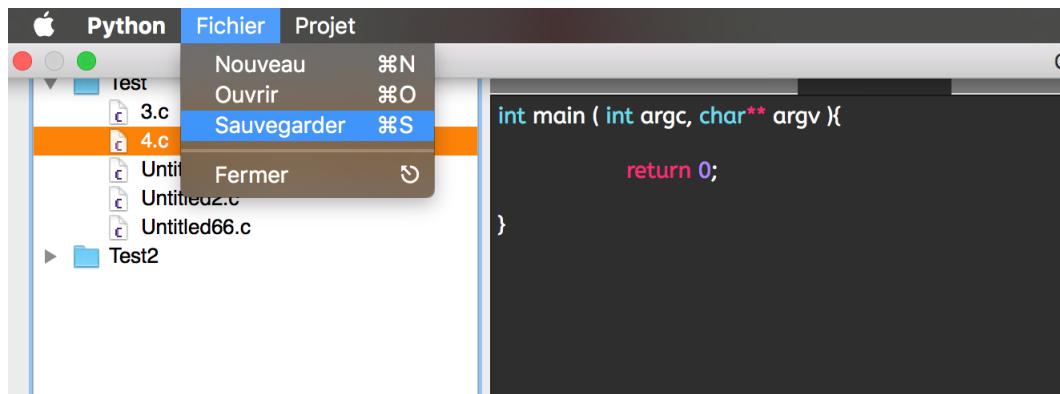 Python Fichier Projet
Nouveau ⌘N
Ouvrir ⌘O
Sauvegarder ⌘S
Fermer ⎋
Test
3.c
4.c
Untitled2.c
Untitled66.c
Test2
int main ( int argc, char** argv ){
return 0;
}